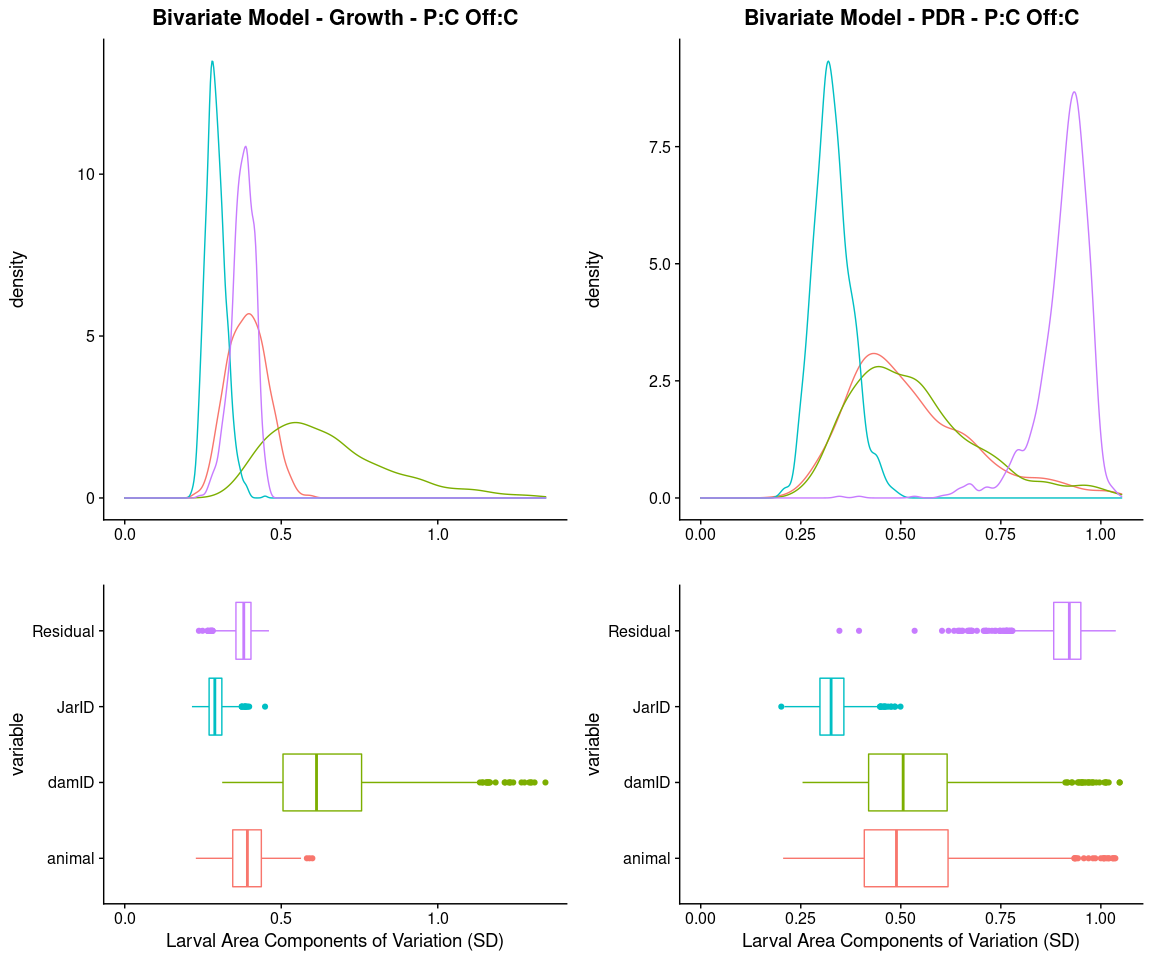 Bivariate Model - Growth - P:C Off:C
density
10
5
0
0.0 0.5 1.0
variable
Residual
JarID
damID
animal
0.0 0.5 1.0
Larval Area Components of Variation (SD)
Bivariate Model - PDR - P:C Off:C
density
7.5
5.0
2.5
0.0
0.00 0.25 0.50 0.75 1.00
variable
Residual
JarID
damID
animal
0.00 0.25 0.50 0.75 1.00
Larval Area Components of Variation (SD)